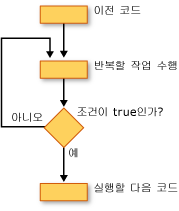 이전 코드
반복할 작업 수행
조건이 true인가?
아니오
예
실행할 다음 코드